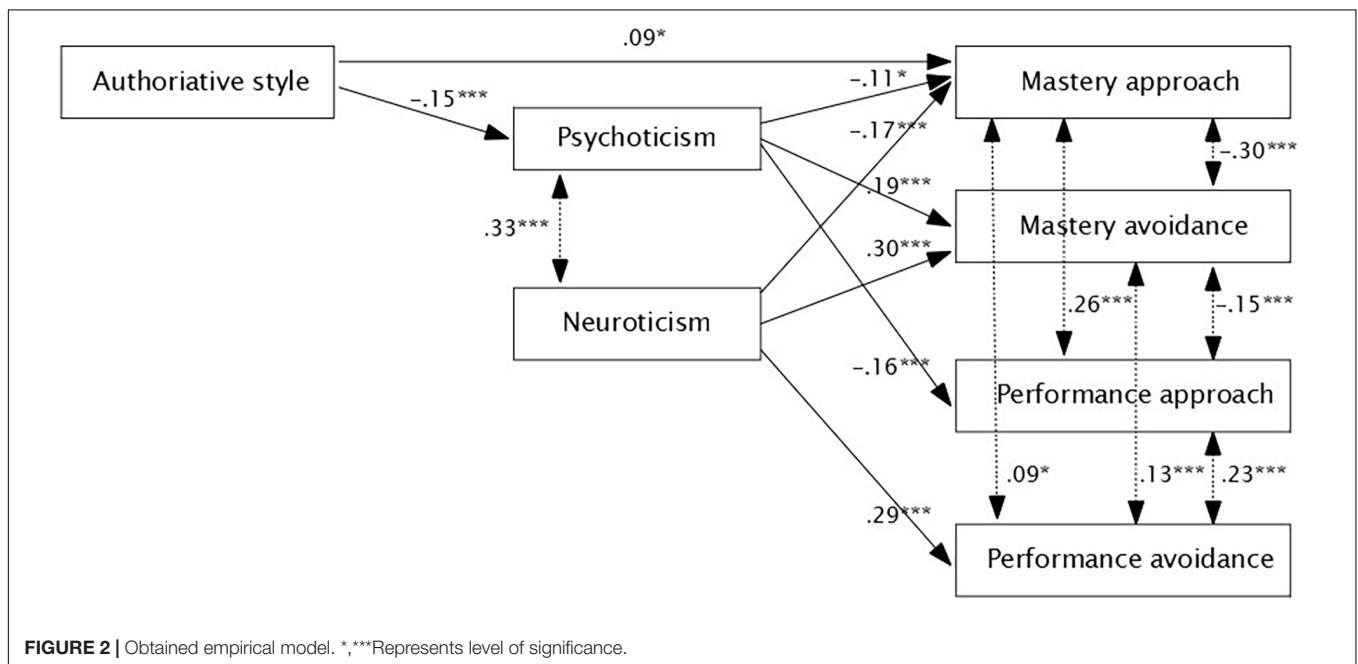 .09*
Authoriative style
Mastery approach
–.11*
–.15***
Psychoticism
–.17***
–.30***
.19***
Mastery avoidance
.33***
.30***
Neuroticism
.26***
–.15***
–.16***
Performance approach
.09*
.13***
.23***
.29***
Performance avoidance
FIGURE 2 | Obtained empirical model. *,***Represents level of significance.